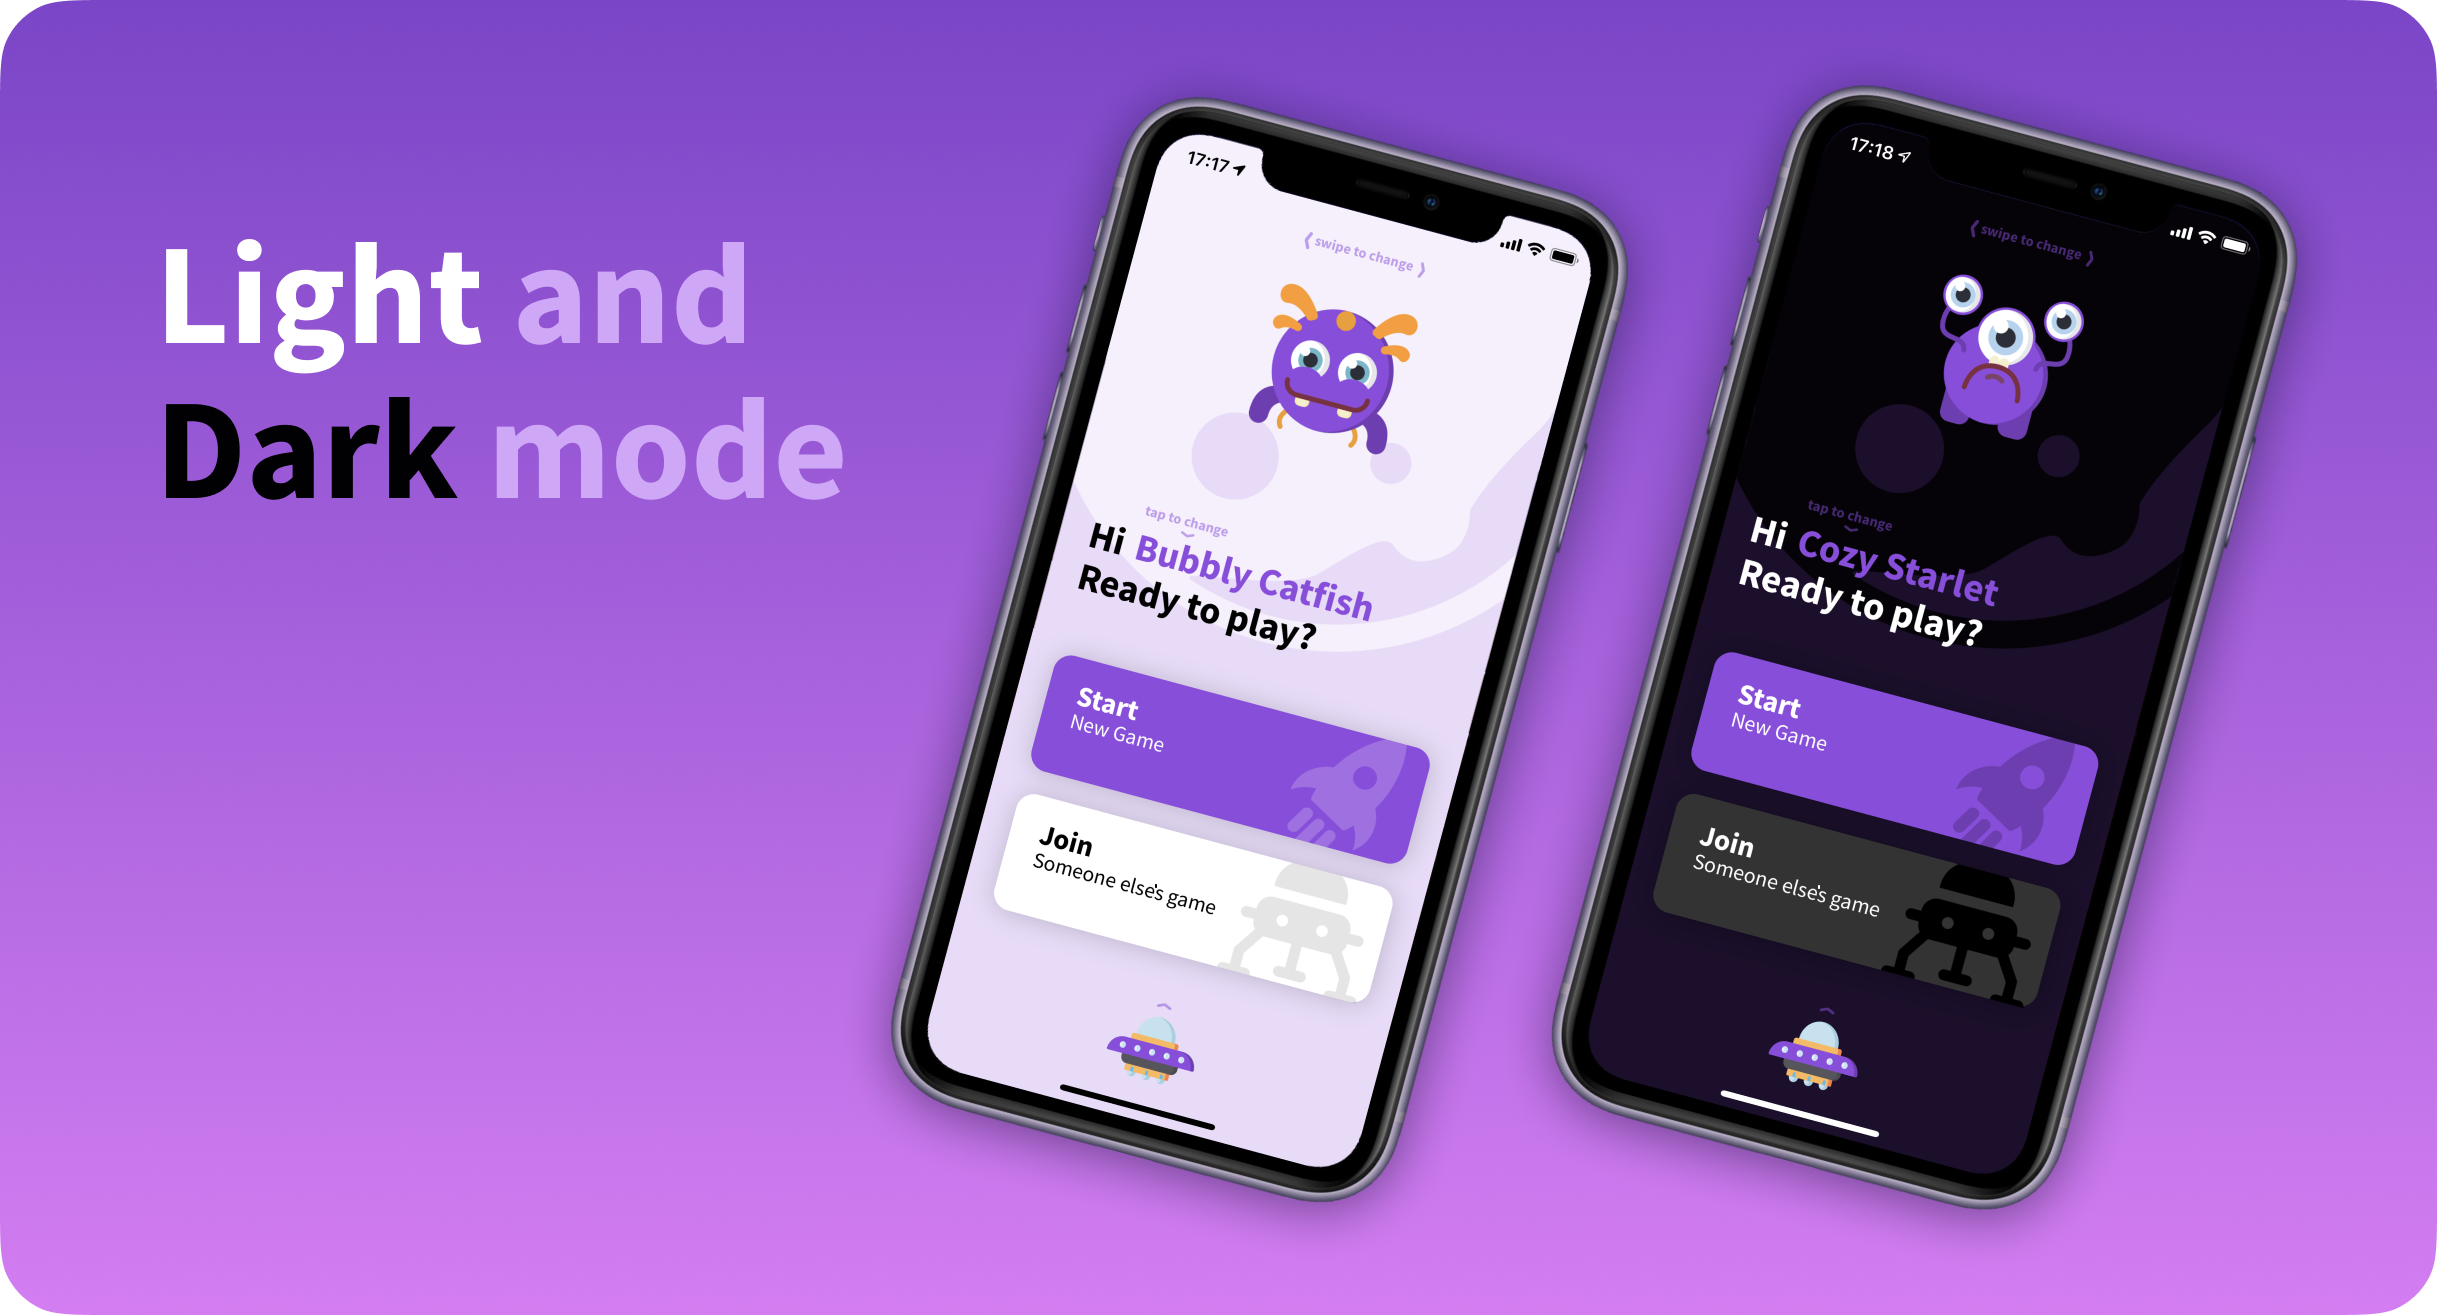 Light and
Dark mode
17:17
swipe to change
tap to change
Hi Bubbly Catfish
Ready to play?
Start
New Game
Join
Someone else's game
17:18
swipe to change
tap to change
Hi Cozy Starlet
Ready to play?
Start
New Game
Join
Someone else's game